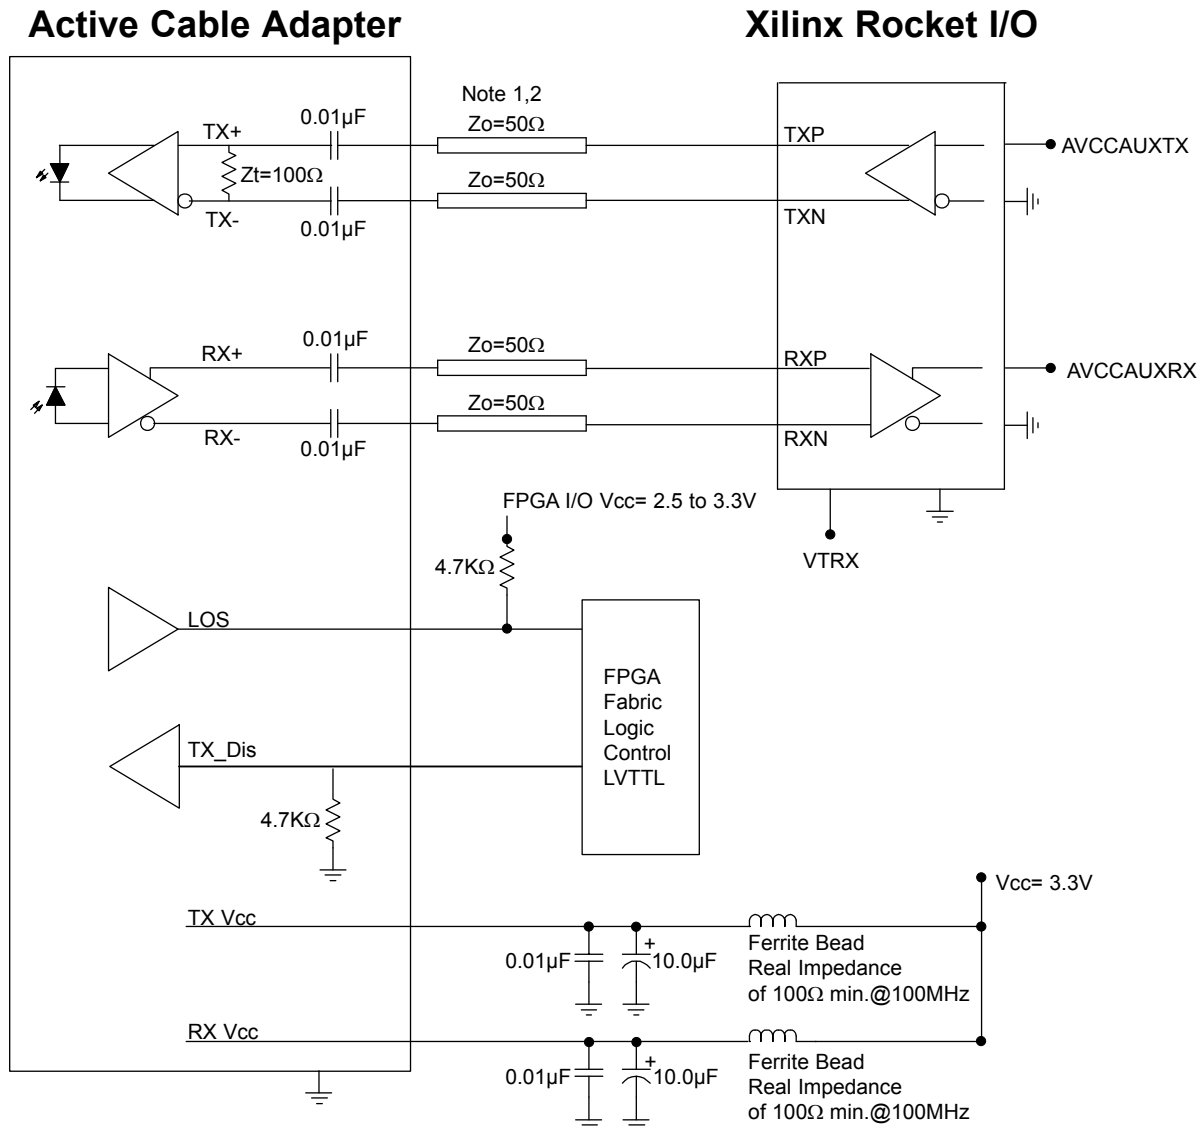 Active Cable Adapter
Xilinx Rocket I/O
Note 1,2
0.01µF
Zo=50Ω
TX+
TXP
AVCCAUXTX
Zt=100Ω
Zo=50Ω
TX-
0.01µF
TXN
0.01µF
Zo=50Ω
RX+
RXP
AVCCAUXRX
Zo=50Ω
RX-
0.01µF
RXN
FPGA I/O Vcc= 2.5 to 3.3V
4.7KΩ
VTRX
LOS
FPGA
Fabric
Logic
Control
LVTTL
TX_Dis
4.7KΩ
Vcc= 3.3V
TX Vcc
0.01µF
+
10.0µF
Ferrite Bead
Real Impedance
of 100Ω min.@100MHz
RX Vcc
0.01µF
+
10.0µF
Ferrite Bead
Real Impedance
of 100Ω min.@100MHz